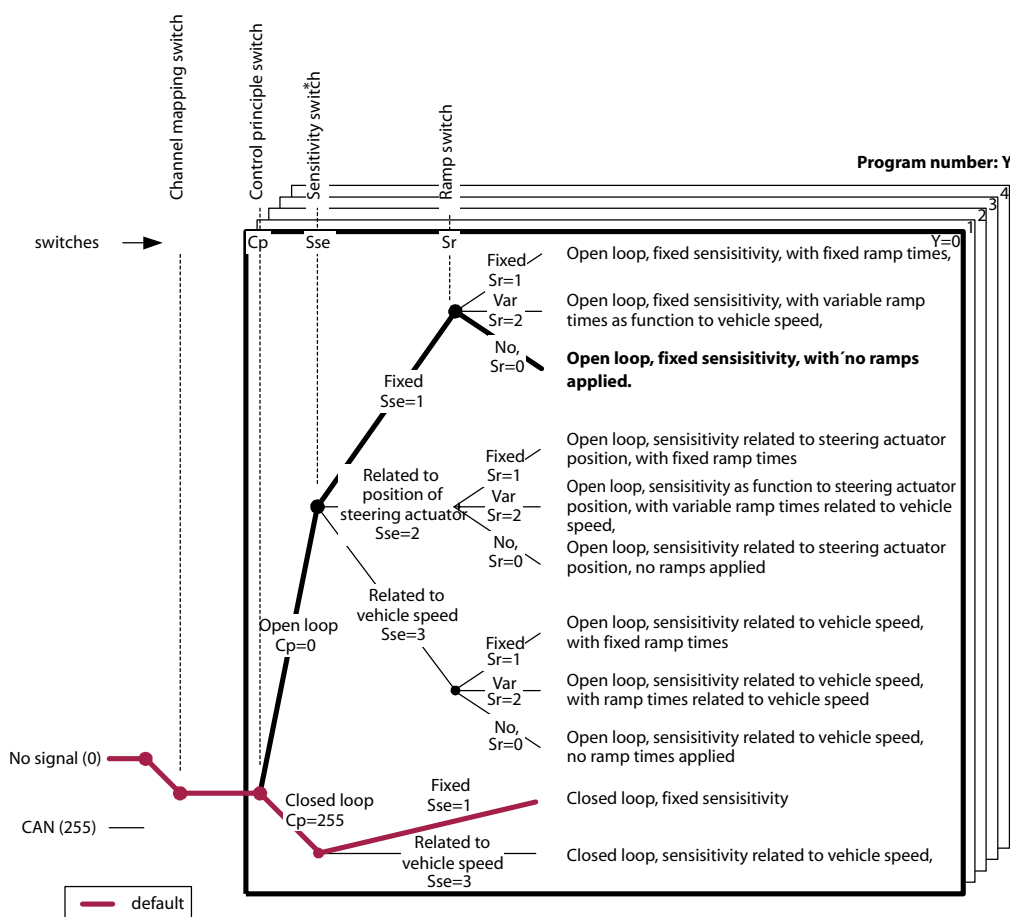 Channel mapping switch
Control principle switch
Sensitivity switch*
Ramp switch
Program number: Y
4
3
2
1
switches
Cp
Sse
Sr
Y=0
Fixed
Sr=1
Open loop, fixed sensisitivity, with fixed ramp times,
Var
Sr=2
Open loop, fixed sensisitivity, with variable ramp
times as function to vehicle speed,
No,
Sr=0
Open loop, fixed sensisitivity, with´no ramps
applied.
Fixed
Sse=1
Fixed
Sr=1
Open loop, sensisitivity related to steering actuator
position, with fixed ramp times
Related to
position of
steering actuator
Sse=2
Var
Sr=2
Open loop, sensisitivity as function to steering actuator
position, with variable ramp times related to vehicle
speed,
No,
Sr=0
Open loop, sensisitivity related to steering actuator
position, no ramps applied
Related to
vehicle speed
Sse=3
Open loop
Cp=0
Fixed
Sr=1
Open loop, sensisitivity related to vehicle speed,
with fixed ramp times
Var
Sr=2
Open loop, sensisitivity related to vehicle speed,
with ramp times related to vehicle speed
No,
Sr=0
Open loop, sensisitivity related to vehicle speed,
no ramp times applied
No signal (0)
CAN (255)
Closed loop
Cp=255
Fixed
Sse=1
Closed loop, fixed sensitivity
Related to
vehicle speed
Sse=3
Closed loop, sensisitivity related to vehicle speed,
default